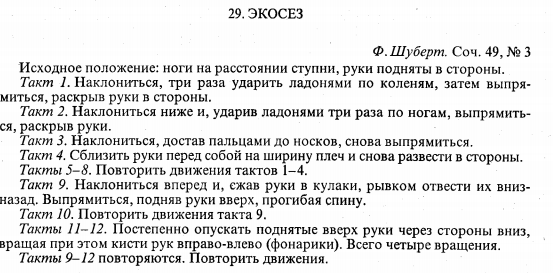 29. ЭКОСЕЗ
Ф. Шуберт. Соч. 49, № 3
Исходное положение: ноги на расстоянии ступни, руки подняты в стороны.
Такт 1. Наклониться, три раза ударить ладонями по коленям, затем выпря-
миться, раскрыв руки в стороны.
Такт 2. Наклониться ниже и, ударив ладонями три раза по ногам, выпрямить-
ся, раскрыв руки.
Такт 3. Наклониться, достав пальцами до носков, снова выпрямиться.
Такт 4. Сблизить руки перед собой на ширину плеч и снова развести в стороны.
Такты 5–8. Повторить движения тактов 1–4.
Такт 9. Наклониться вперед и, сжав руки в кулаки, рывком отвести их вниз-
назад. Выпрямиться, подняв руки вверх, прогибая спину.
Такт 10. Повторить движения такта 9.
Такты 11–12. Постепенно опускать поднятые вверх руки через стороны вниз,
вращая при этом кисти рук вправо-влево (фонарики). Всего четыре вращения.
Такты 9–12 повторяются. Повторить движения.